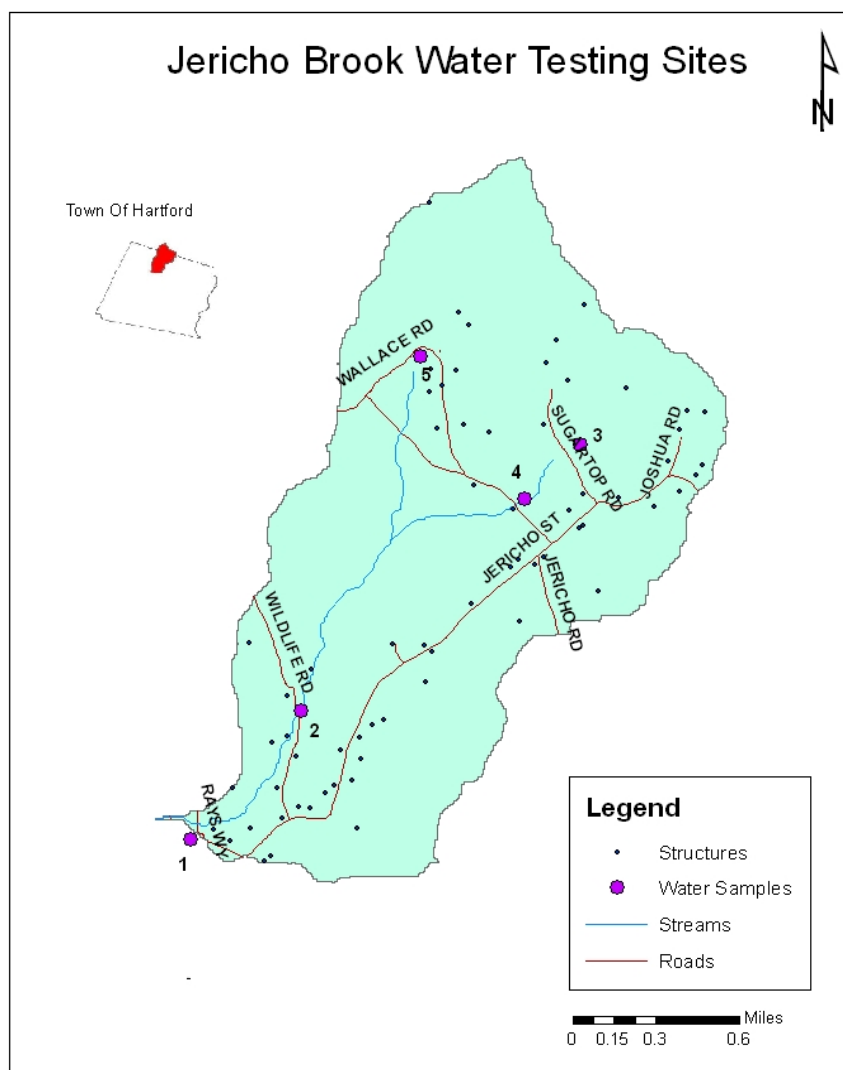 Jericho Brook Water Testing Sites
N
Town Of Hartford
WALLACE RD
5
SUGARTOP RD
3
JOSHUA RD
4
JERICHO ST
JERICHO RD
WILDLIFE RD
2
RAYS WY
1
Legend
Structures
Water Samples
Streams
Roads
Miles
0 0.15 0.3 0.6